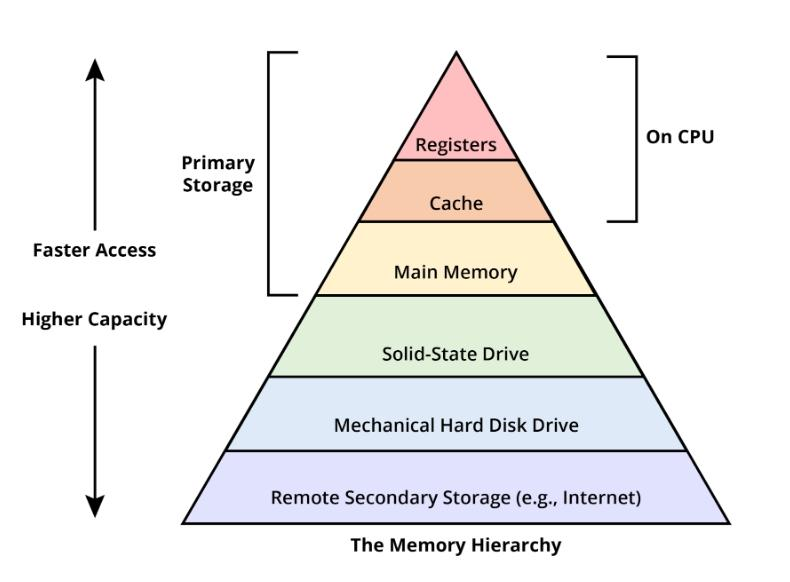 Registers
On CPU
Primary
Storage
Cache
Faster Access
Main Memory
Higher Capacity
Solid-State Drive
Mechanical Hard Disk Drive
Remote Secondary Storage (e.g., Internet)
The Memory Hierarchy